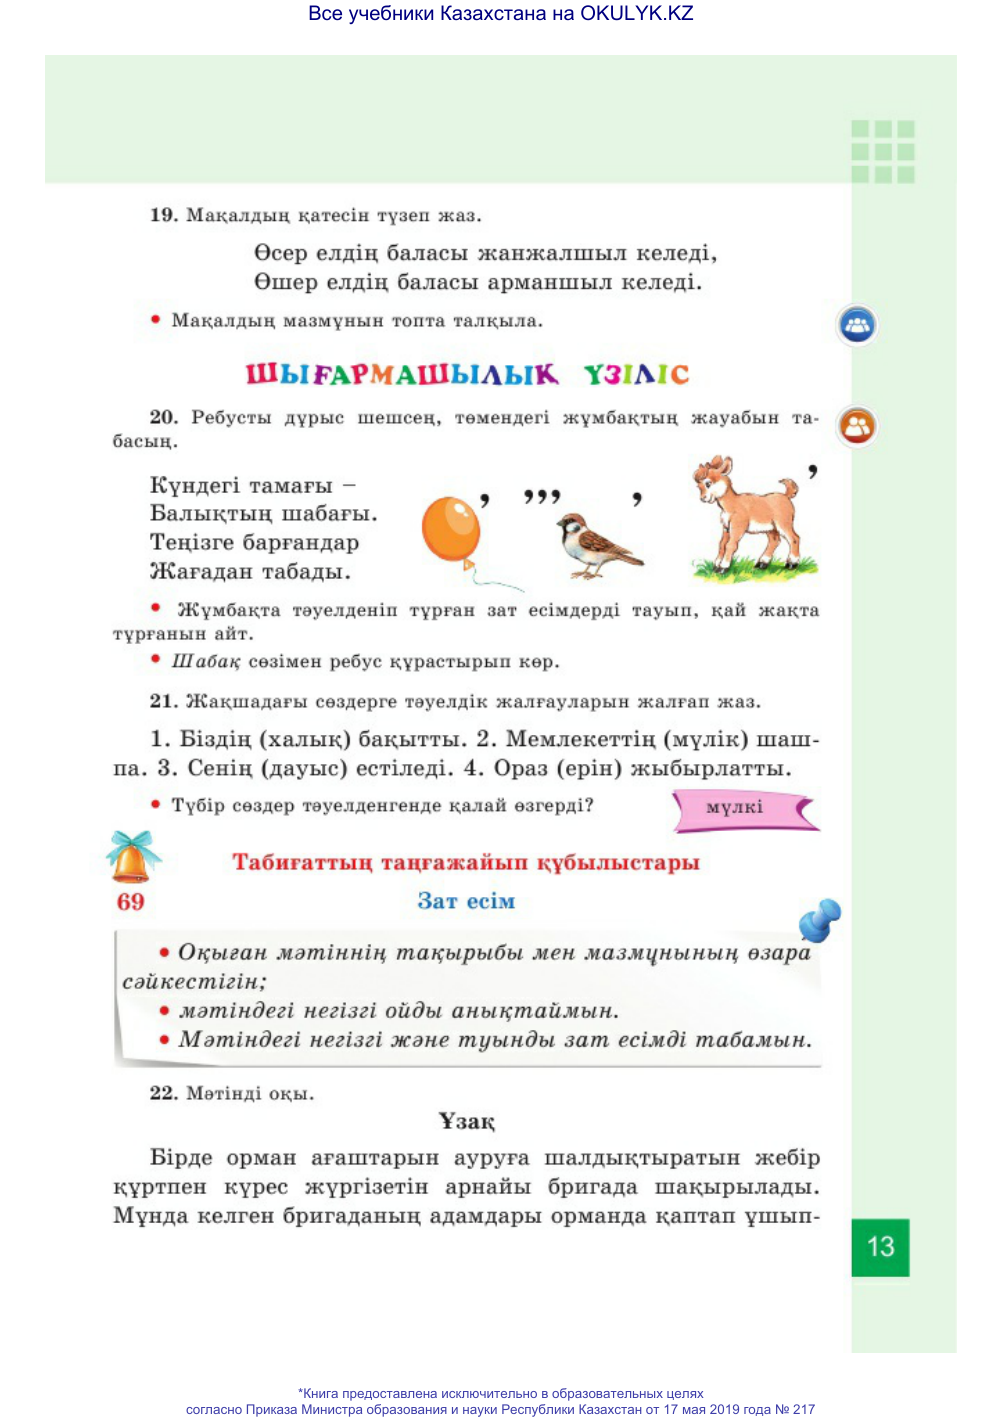 Все учебники Казахстана на OKULYK.KZ
19. Мақалдың қатесін түзеп жаз.
Өсер елдің баласы жанжалшыл келеді,
Өшер елдің баласы арманшыл келеді.
• Мақалдың мазмұнын топта талқыла.
ШЫҒАРМАШЫЛЫҚ ҮЗІЛІС
20. Ребусты дұрыс шешсең, төмендегі жұмбақтың жауабын та-
басың.
Күндегі тамағы –
Балықтың шабағы.
Теңізге барғандар
Жағадан табады.
, ,,, , ,
• Жұмбақта тәуелденіп тұрған зат есімдерді тауып, қай жақта
тұрғанын айт.
• Шабақ сөзімен ребус құрастырып көр.
21. Жақшадағы сөздерге тәуелдік жалғауларын жалғап жаз.
1. Біздің (халық) бақытты. 2. Мемлекеттің (мүлік) шаш-
па. 3. Сенің (дауыс) естіледі. 4. Ораз (ерін) жыбырлатты.
• Түбір сөздер тәуелденгенде қалай өзгерді?
мүлкі
Табиғаттың таңғажайып құбылыстары
69
Зат есім
• Оқыған мәтіннің тақырыбы мен мазмұнының өзара
сәйкестігін;
• мәтіндегі негізгі ойды анықтаймын.
• Мәтіндегі негізгі және туынды зат есімді табамын.
22. Мәтінді оқы.
Ұзақ
Бірде орман ағаштарын ауруға шалдықтыратын жебір
құртпен күрес жүргізетін арнайы бригада шақырылады.
Мұнда келген бригаданың адамдары орманда қаптап ұшып-
13
*Книга предоставлена исключительно в образовательных целях
согласно Приказа Министра образования и науки Республики Казахстан от 17 мая 2019 года № 217